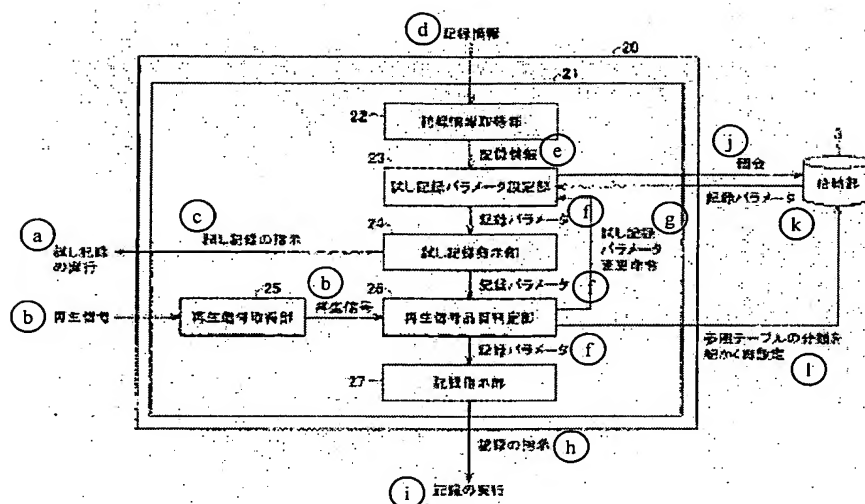 d 記録情報
20
21
22
記録情報取得部
記録情報 e
j
照会
3
格納部
23
試し記録パラメータ設定部
記録パラメータ
k
c
試し記録の指示
a
試し記録
の実行
記録パラメータ f
g
試し記録
パラメータ
変更命令
24
試し記録指示部
記録パラメータ f
b 再生信号
25
再生信号取得部
b
再生信号
26
再生信号品質判定部
参照テーブルの分類を
細かく再設定
l
記録パラメータ f
27
記録指示部
記録の指示 h
i 記録の実行